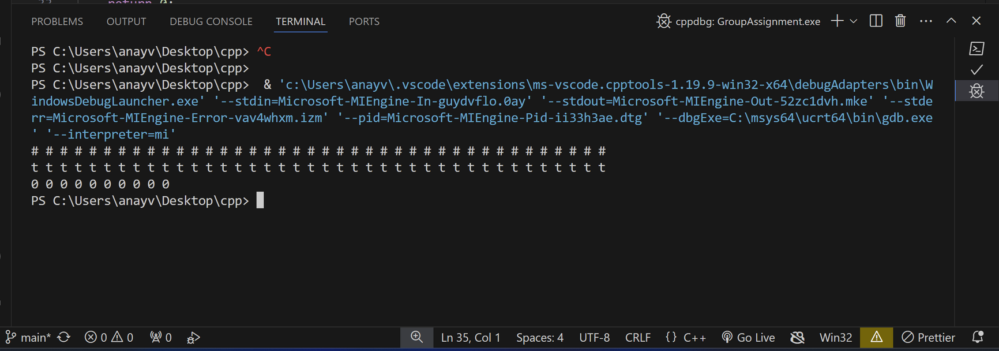 return 0;
PROBLEMS OUTPUT DEBUG CONSOLE TERMINAL PORTS cppdbg: GroupAssignment.exe
PS C:\Users\anayv\Desktop\cpp> ^C
PS C:\Users\anayv\Desktop\cpp>
PS C:\Users\anayv\Desktop\cpp>  & 'c:\Users\anayv\.vscode\extensions\ms-vscode.cpptools-1.19.9-win32-x64\debugAdapters\bin\W
indowsDebugLauncher.exe' '--stdin=Microsoft-MIEngine-In-guydvflo.0ay' '--stdout=Microsoft-MIEngine-Out-52zc1dvh.mke' '--stde
rr=Microsoft-MIEngine-Error-vav4whxm.izm' '--pid=Microsoft-MIEngine-Pid-ii33h3ae.dtg' '--dbgExe=C:\msys64\ucrt64\bin\gdb.exe
' '--interpreter=mi'
# # # # # # # # # # # # # # # # # # # # # # # # # # # # # # # # # # # # # # # #
t t t t t t t t t t t t t t t t t t t t t t t t t t t t t t t t t t t t t t t t
0 0 0 0 0 0 0 0 0 0
PS C:\Users\anayv\Desktop\cpp>
main* 0 0 0 Ln 35, Col 1 Spaces: 4 UTF-8 CRLF {} C++ Go Live Win32 Prettier